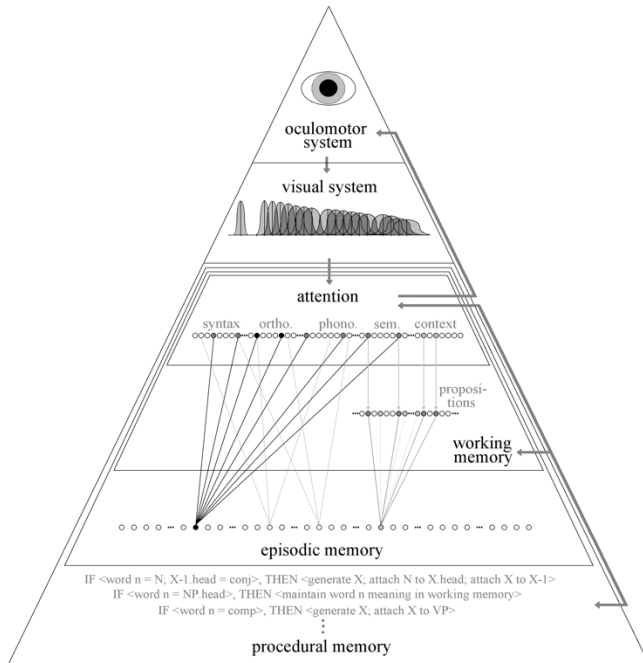 oculomotor
system
visual system
attention
syntax ortho. phono. sem. context
proposi-
tions
working
memory
episodic memory
IF <word n = N; X-1.head = conj>, THEN <generate X; attach N to X.head; attach X to X-1>
IF <word n = NP.head>, THEN <maintain word n meaning in working memory>
IF <word n = comp>, THEN <generate X; attach X to VP>
procedural memory